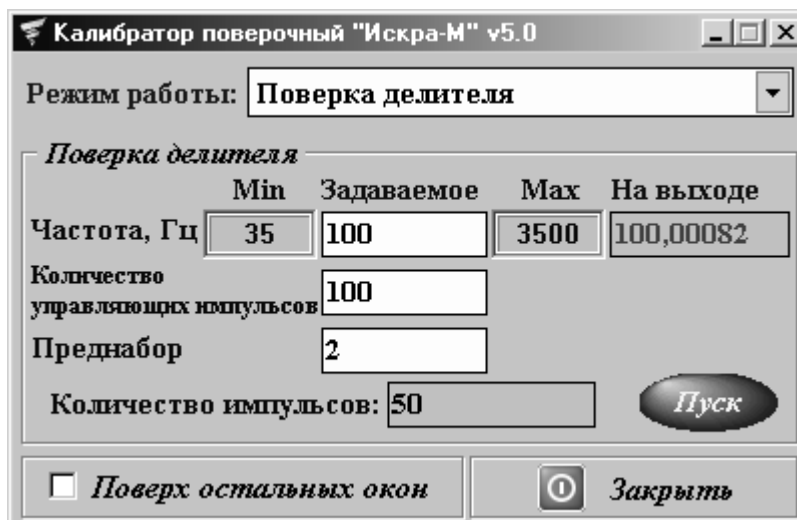 Калибратор поверочный "Искра-М" v5.0
Режим работы: Поверка делителя
Поверка делителя
Min Задаваемое Max На выходе
Частота, Гц 35 100 3500 100,00082
Количество
управляющих импульсов 100
Преднабор 2
Количество импульсов: 50 Пуск
Поверх остальных окон Закрыть